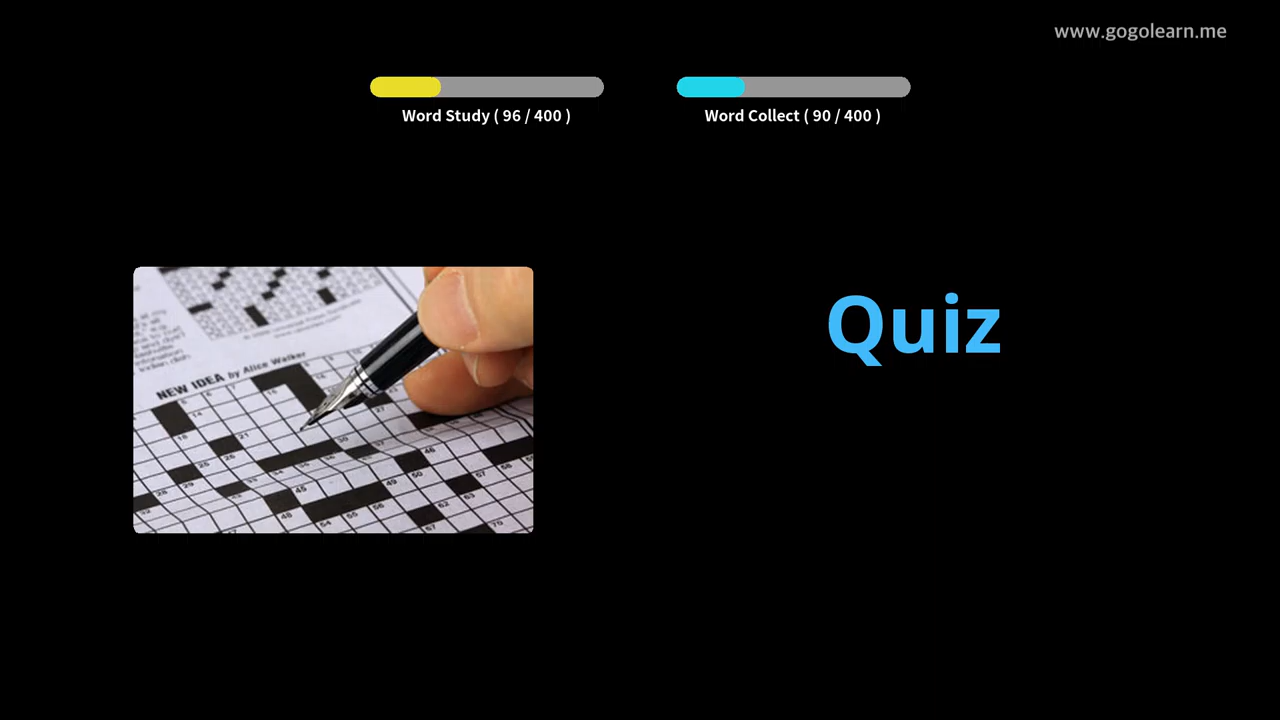 www.gogolearn.me
Word Study ( 96 / 400 )
Word Collect ( 90 / 400 )
Quiz
NEW IDEA by Alice Walker